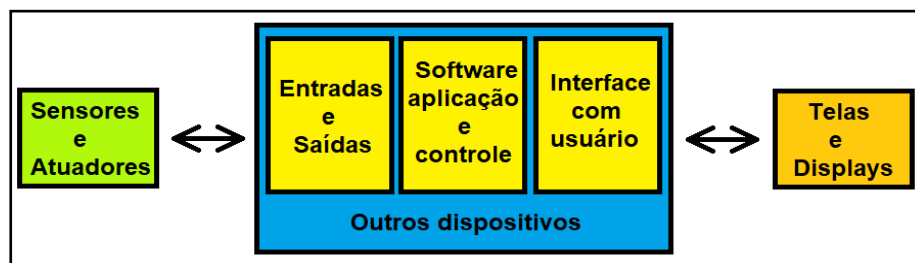 Sensores
e
Atuadores
Entradas
e
Saídas
Software
aplicação
e
controle
Interface
com
usuário
Outros dispositivos
Telas
e
Displays